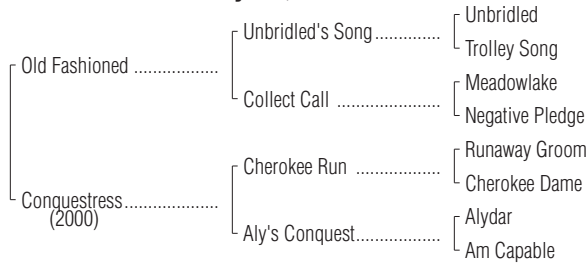 Unbridled
Unbridled's Song..............
Trolley Song
Old Fashioned ..................
Meadowlake
Collect Call ......................
Negative Pledge
Runaway Groom
Cherokee Run ..................
Cherokee Dame
Conquestress....................
(2000)
Alydar
Aly's Conquest..................
Am Capable